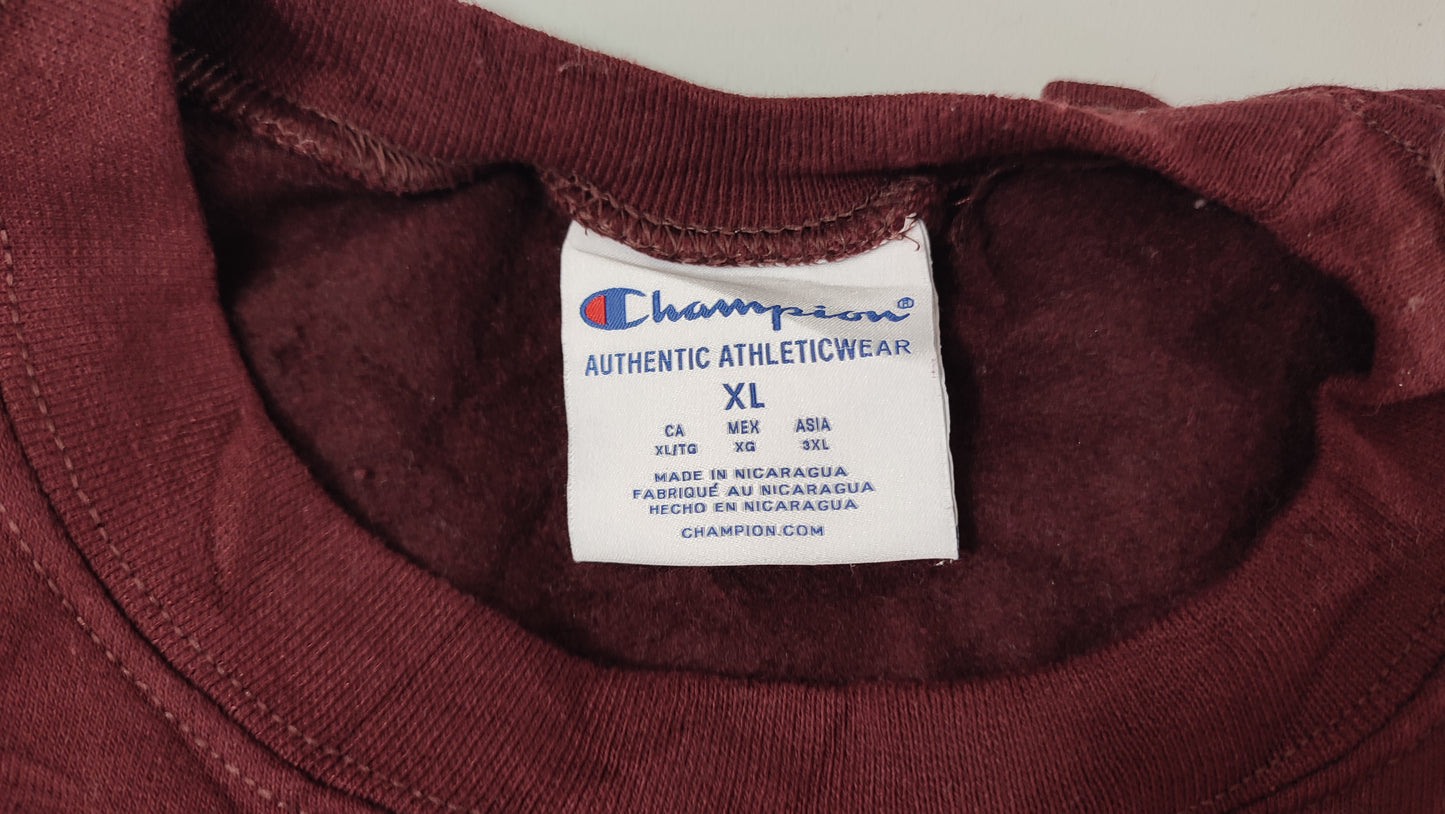 Champion®
AUTHENTIC ATHLETICWEAR
XL
CA MEX ASIA
XL/TG XG 3XL
MADE IN NICARAGUA
FABRIQUÉ AU NICARAGUA
HECHO EN NICARAGUA
CHAMPION.COM